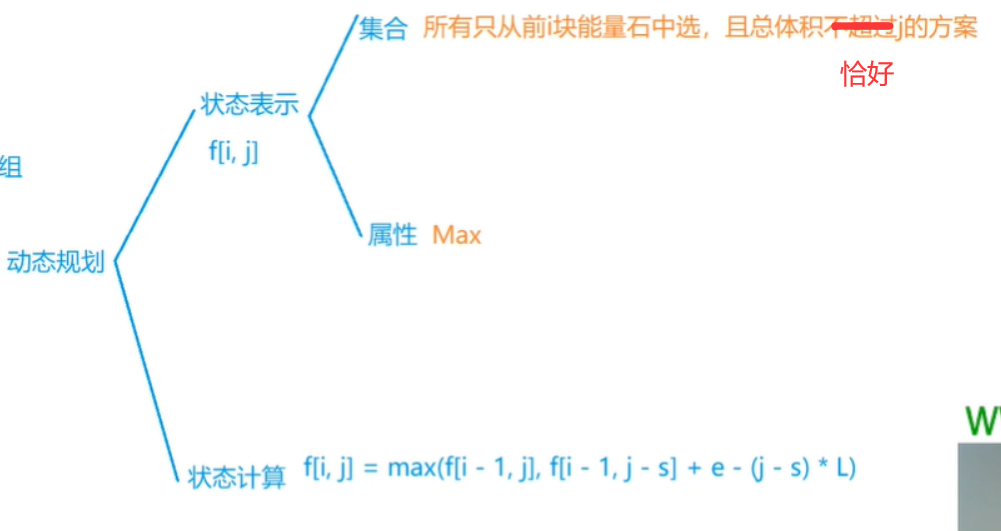 集合 所有只从前i块能量石中选，且总体积不超过j的方案
恰好
状态表示
f[i, j]
组
属性 Max
动态规划
状态计算 f[i, j] = max(f[i - 1, j], f[i - 1, j - s] + e - (j - s) * L)